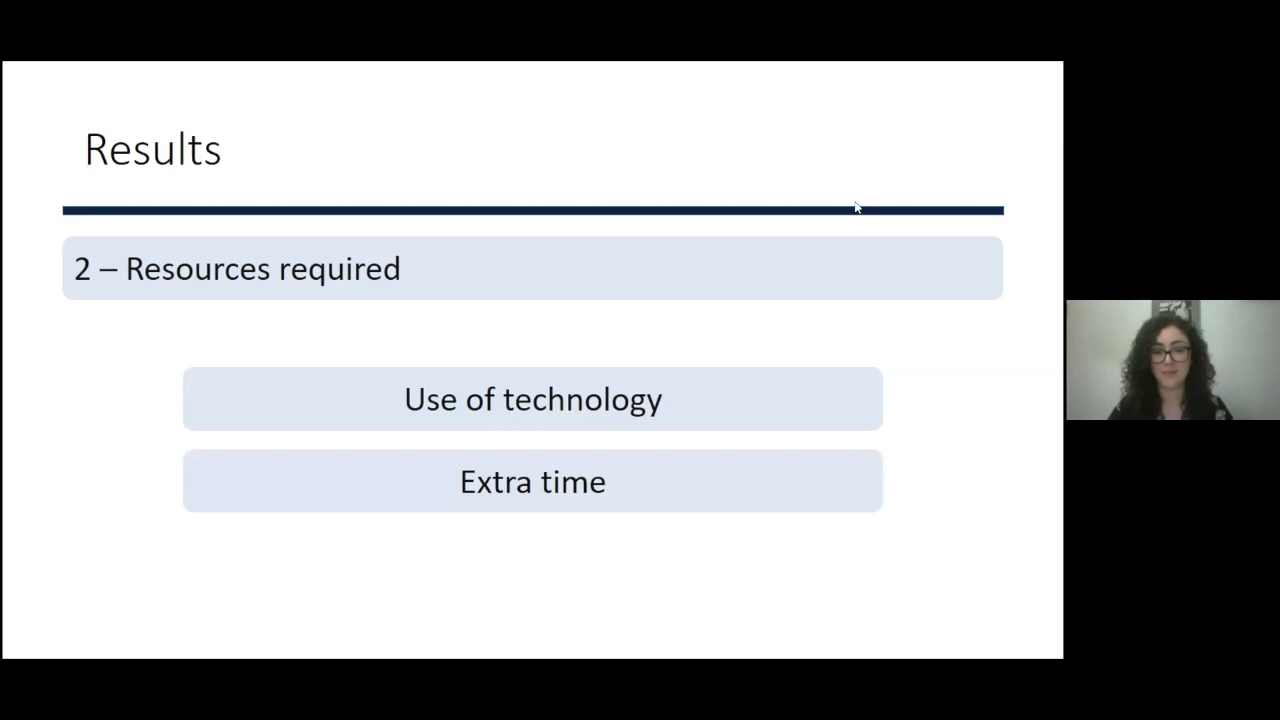 Results
2 – Resources required
Use of technology
Extra time